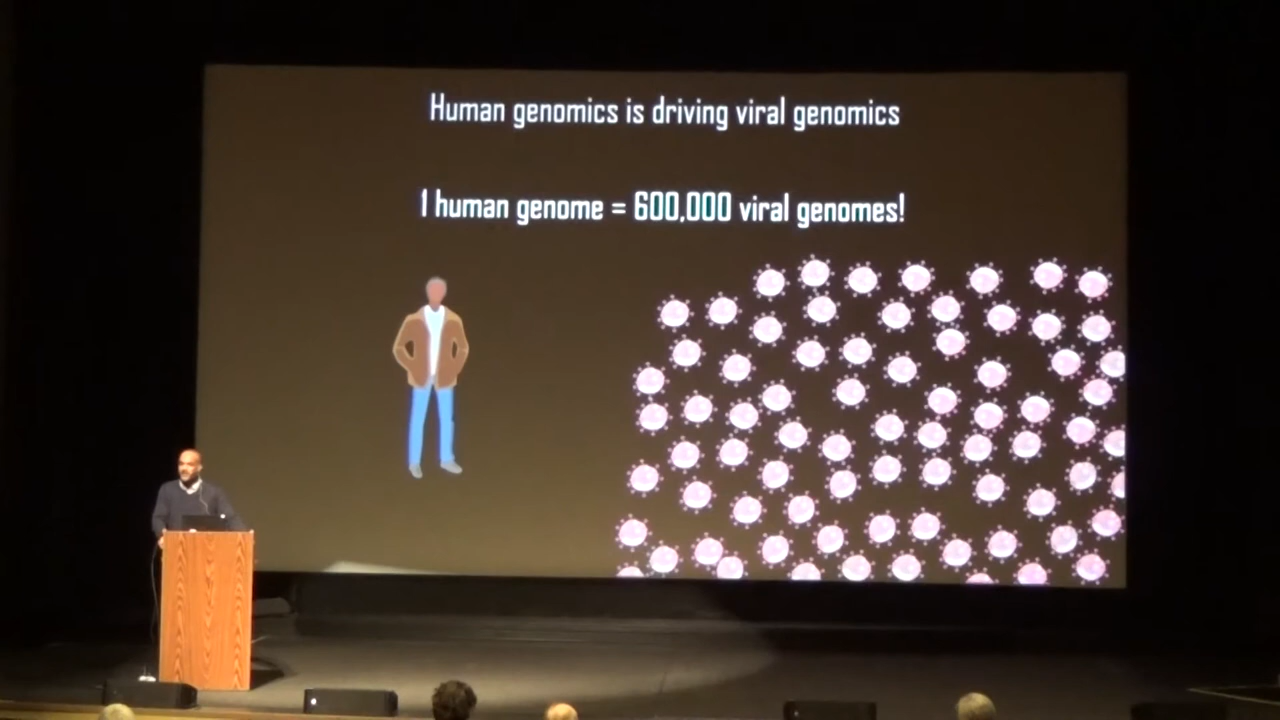 Human genomics is driving viral genomics
1 human genome = 600,000 viral genomes!